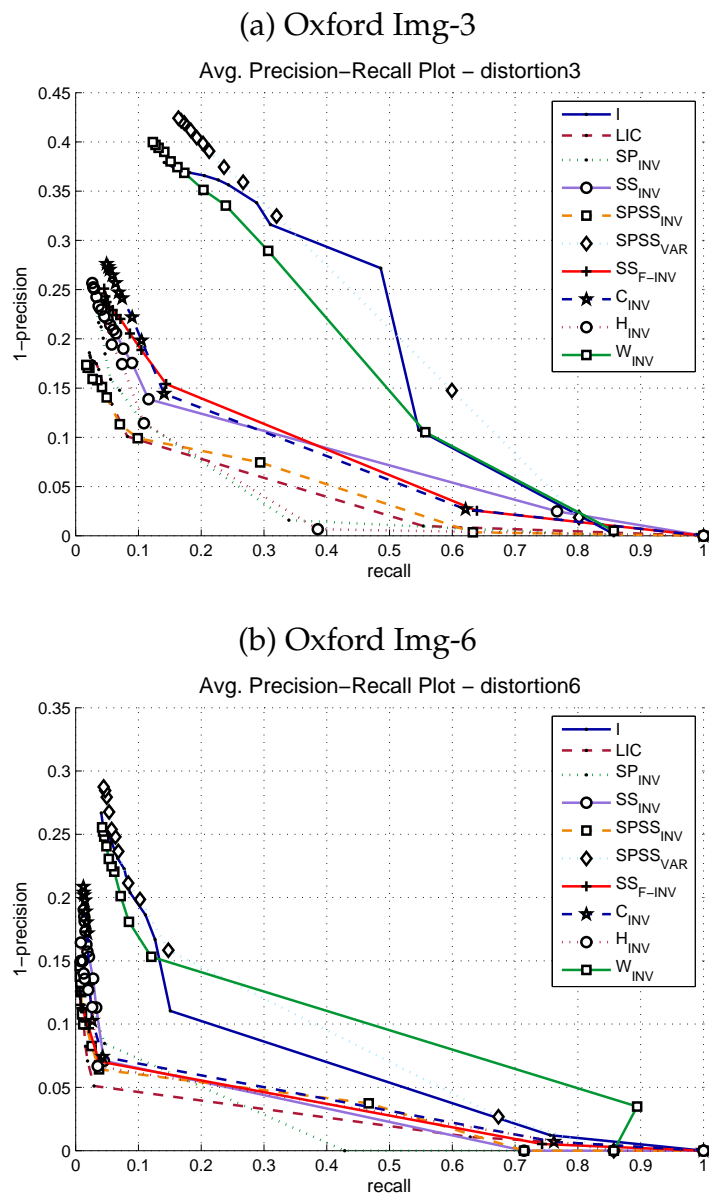 (a) Oxford Img-3
Avg. Precision−Recall Plot − distortion3
0.45
0.4
0.35
0.3
0.25
0.2
0.15
0.1
0.05
0
1−precision
0 0.1 0.2 0.3 0.4 0.5 0.6 0.7 0.8 0.9 1
recall
I
LIC
SP_INV
SS_INV
SPSS_INV
SPSS_VAR
SS_F−INV
C_INV
H_INV
W_INV
(b) Oxford Img-6
Avg. Precision−Recall Plot − distortion6
0.35
0.3
0.25
0.2
0.15
0.1
0.05
0
1−precision
0 0.1 0.2 0.3 0.4 0.5 0.6 0.7 0.8 0.9 1
recall
I
LIC
SP_INV
SS_INV
SPSS_INV
SPSS_VAR
SS_F−INV
C_INV
H_INV
W_INV